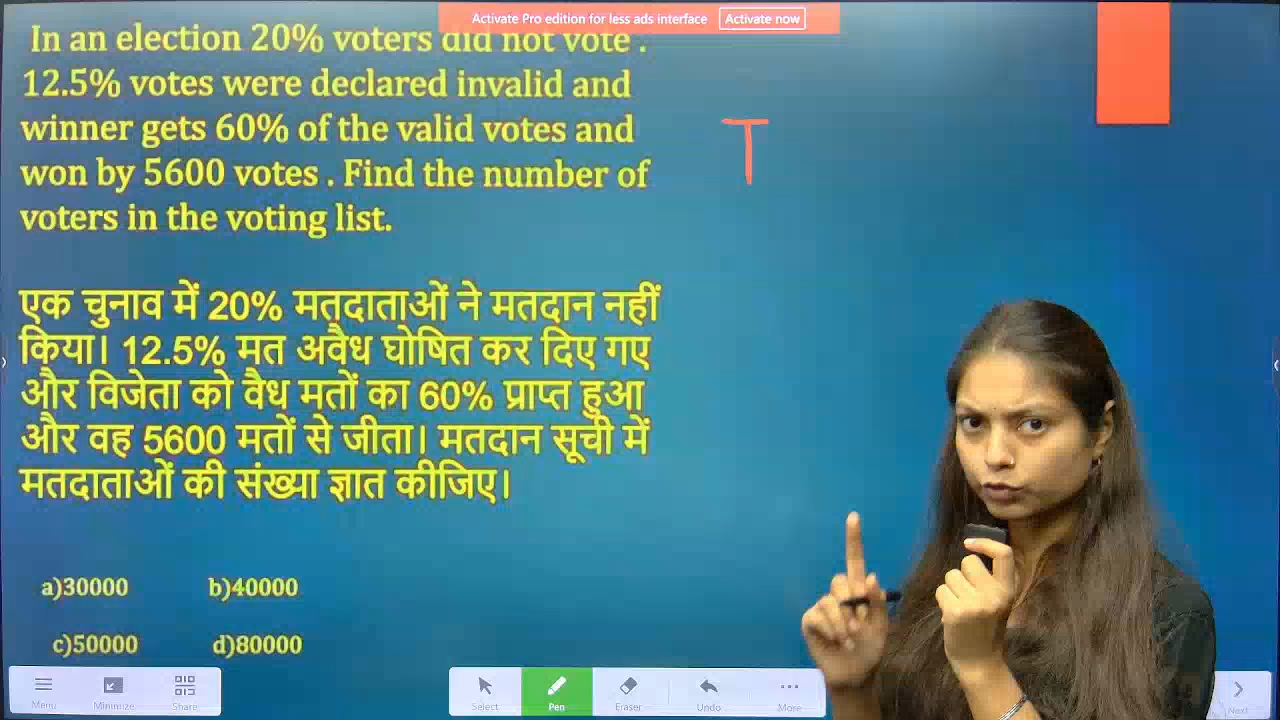 Activate Pro edition for less ads interface Activate now
In an election 20% voters did not vote .
12.5% votes were declared invalid and
winner gets 60% of the valid votes and
won by 5600 votes . Find the number of
voters in the voting list.
T
एक चुनाव में 20% मतदाताओं ने मतदान नहीं
किया। 12.5% मत अवैध घोषित कर दिए गए
और विजेता को वैध मतों का 60% प्राप्त हुआ
और वह 5600 मतों से जीता। मतदान सूची में
मतदाताओं की संख्या ज्ञात कीजिए।
a)30000 b)40000
c)50000 d)80000
Menu Minimize Share Select Pen Eraser Undo More Next